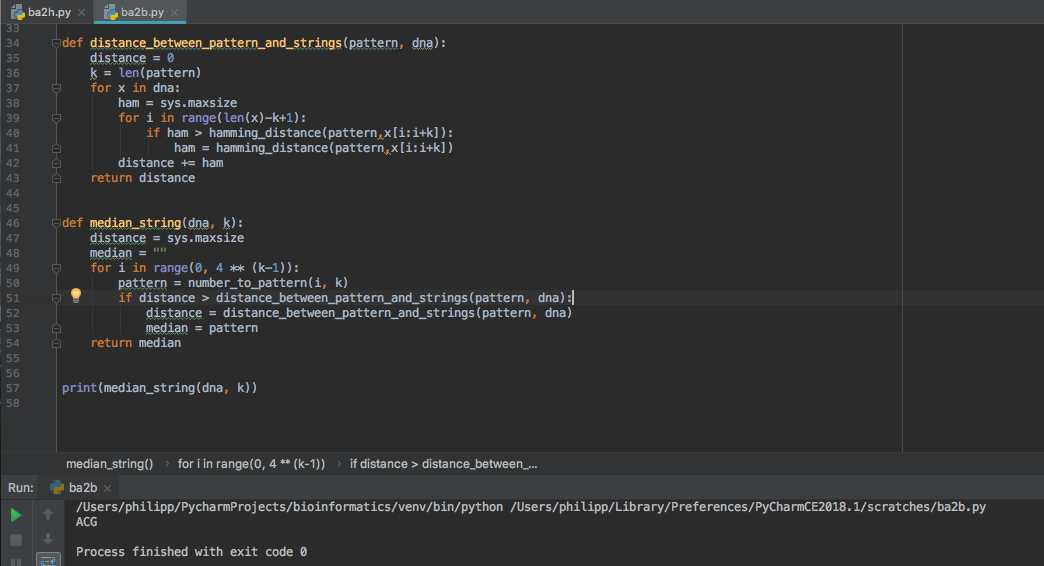 ba2h.py × ba2b.py ×
33
34 def distance_between_pattern_and_strings(pattern, dna):
35     distance = 0
36     k = len(pattern)
37     for x in dna:
38         ham = sys.maxsize
39         for i in range(len(x)-k+1):
40             if ham > hamming_distance(pattern,x[i:i+k]):
41                 ham = hamming_distance(pattern,x[i:i+k])
42         distance += ham
43     return distance
44
45
46 def median_string(dna, k):
47     distance = sys.maxsize
48     median = ""
49     for i in range(0, 4 ** (k-1)):
50         pattern = number_to_pattern(i, k)
51         if distance > distance_between_pattern_and_strings(pattern, dna):
52             distance = distance_between_pattern_and_strings(pattern, dna)
53             median = pattern
54     return median
55
56
57 print(median_string(dna, k))
58
median_string() › for i in range(0, 4 ** (k-1)) › if distance > distance_between_...
Run: ba2b ×
/Users/philipp/PycharmProjects/bioinformatics/venv/bin/python /Users/philipp/Library/Preferences/PyCharmCE2018.1/scratches/ba2b.py
ACG
Process finished with exit code 0